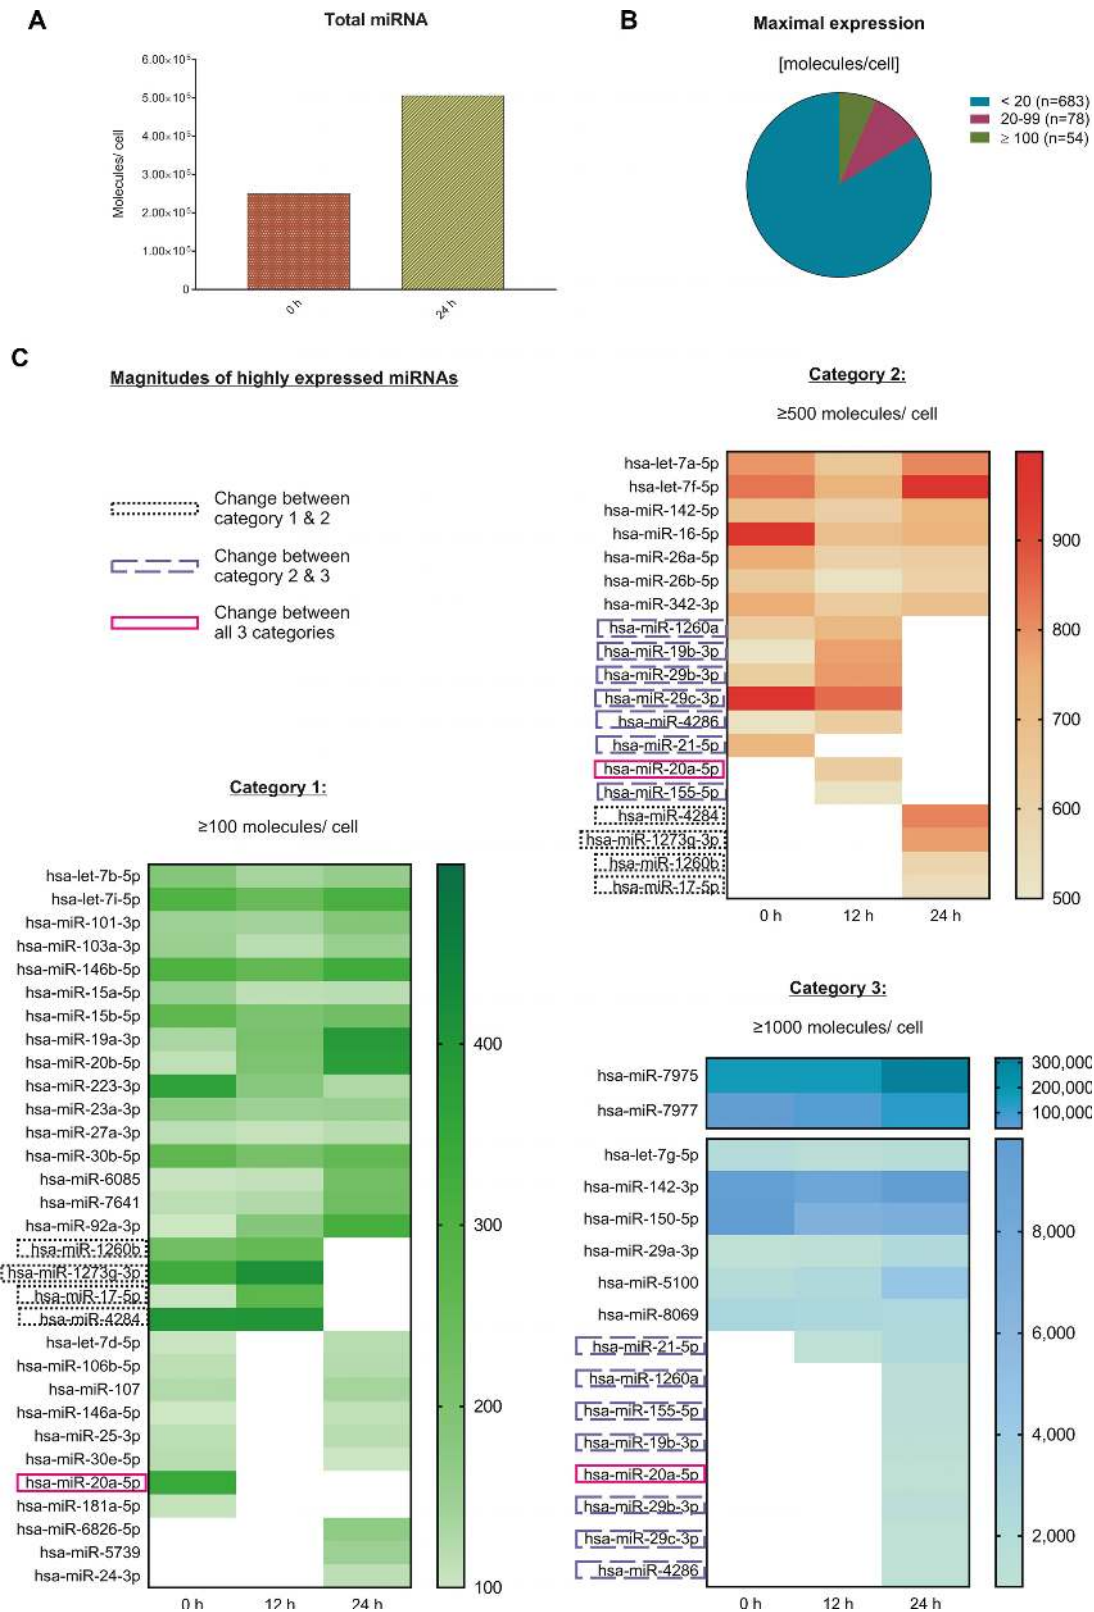 A
Total miRNA
6.00×10⁵
5.00×10⁵
4.00×10⁵
3.00×10⁵
2.00×10⁵
1.00×10⁵
0
Molecules/ cell
0 h
24 h
B
Maximal expression
[molecules/cell]
< 20 (n=683)
20-99 (n=78)
≥ 100 (n=54)
C
Magnitudes of highly expressed miRNAs
Change between
category 1 & 2
Change between
category 2 & 3
Change between
all 3 categories
Category 2:
≥500 molecules/ cell
hsa-let-7a-5p
hsa-let-7f-5p
hsa-miR-142-5p
hsa-miR-16-5p
hsa-miR-26a-5p
hsa-miR-26b-5p
hsa-miR-342-3p
hsa-miR-1260a
hsa-miR-19b-3p
hsa-miR-29b-3p
hsa-miR-29c-3p
hsa-miR-4286
hsa-miR-21-5p
hsa-miR-20a-5p
hsa-miR-155-5p
hsa-miR-4284
hsa-miR-1273g-3p
hsa-miR-1260b
hsa-miR-17-5p
0 h 12 h 24 h
900
800
700
600
500
Category 1:
≥100 molecules/ cell
hsa-let-7b-5p
hsa-let-7i-5p
hsa-miR-101-3p
hsa-miR-103a-3p
hsa-miR-146b-5p
hsa-miR-15a-5p
hsa-miR-15b-5p
hsa-miR-19a-3p
hsa-miR-20b-5p
hsa-miR-223-3p
hsa-miR-23a-3p
hsa-miR-27a-3p
hsa-miR-30b-5p
hsa-miR-6085
hsa-miR-7641
hsa-miR-92a-3p
hsa-miR-1260b
hsa-miR-1273g-3p
hsa-miR-17-5p
hsa-miR-4284
hsa-let-7d-5p
hsa-miR-106b-5p
hsa-miR-107
hsa-miR-146a-5p
hsa-miR-25-3p
hsa-miR-30e-5p
hsa-miR-20a-5p
hsa-miR-181a-5p
hsa-miR-6826-5p
hsa-miR-5739
hsa-miR-24-3p
0 h 12 h 24 h
400
300
200
100
Category 3:
≥1000 molecules/ cell
hsa-miR-7975
hsa-miR-7977
300,000
200,000
100,000
hsa-let-7g-5p
hsa-miR-142-3p
hsa-miR-150-5p
hsa-miR-29a-3p
hsa-miR-5100
hsa-miR-8069
hsa-miR-21-5p
hsa-miR-1260a
hsa-miR-155-5p
hsa-miR-19b-3p
hsa-miR-20a-5p
hsa-miR-29b-3p
hsa-miR-29c-3p
hsa-miR-4286
0 h 12 h 24 h
8,000
6,000
4,000
2,000